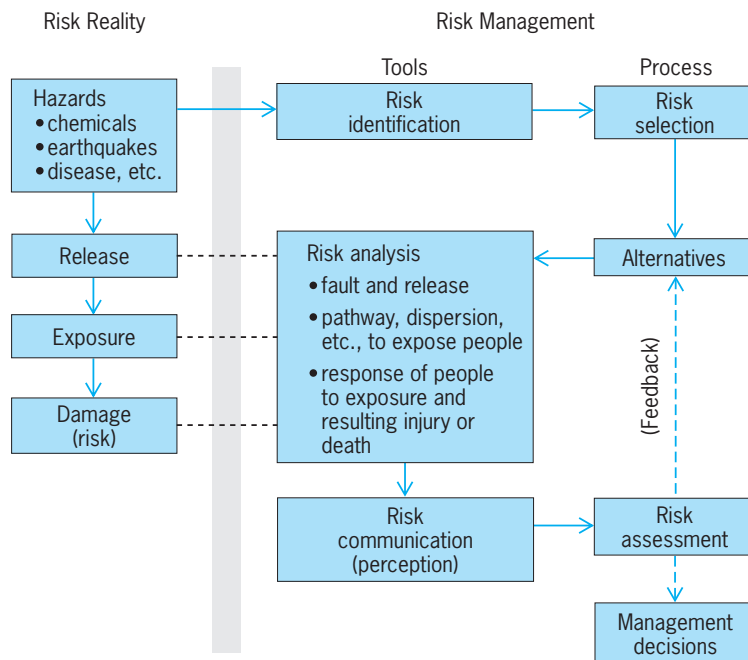 Risk Reality
Risk Management
Tools
Process
Hazards
• chemicals
• earthquakes
• disease, etc.
Risk
identification
Risk
selection
Release
Exposure
Damage
(risk)
Risk analysis
• fault and release
• pathway, dispersion,
etc., to expose people
• response of people
to exposure and
resulting injury or
death
Alternatives
(Feedback)
Risk
communication
(perception)
Risk
assessment
Management
decisions